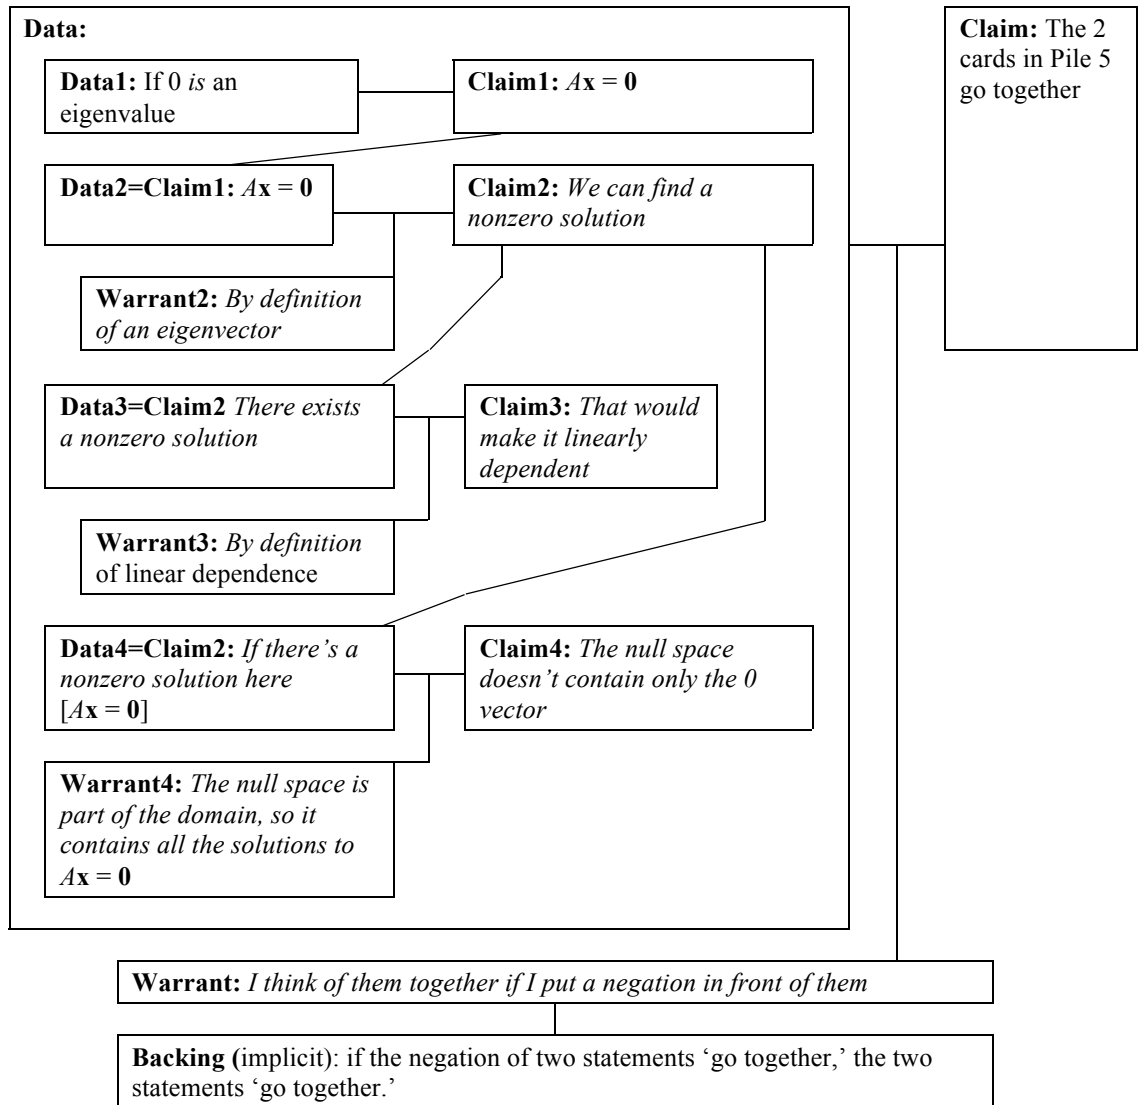 Data:
Claim: The 2
cards in Pile 5
go together
Data1: If 0 is an
eigenvalue
Claim1: Ax = 0
Data2=Claim1: Ax = 0
Claim2: We can find a
nonzero solution
Warrant2: By definition
of an eigenvector
Data3=Claim2 There exists
a nonzero solution
Claim3: That would
make it linearly
dependent
Warrant3: By definition
of linear dependence
Data4=Claim2: If there’s a
nonzero solution here
[Ax = 0]
Claim4: The null space
doesn’t contain only the 0
vector
Warrant4: The null space is
part of the domain, so it
contains all the solutions to
Ax = 0
Warrant: I think of them together if I put a negation in front of them
Backing (implicit): if the negation of two statements ‘go together,’ the two
statements ‘go together.’